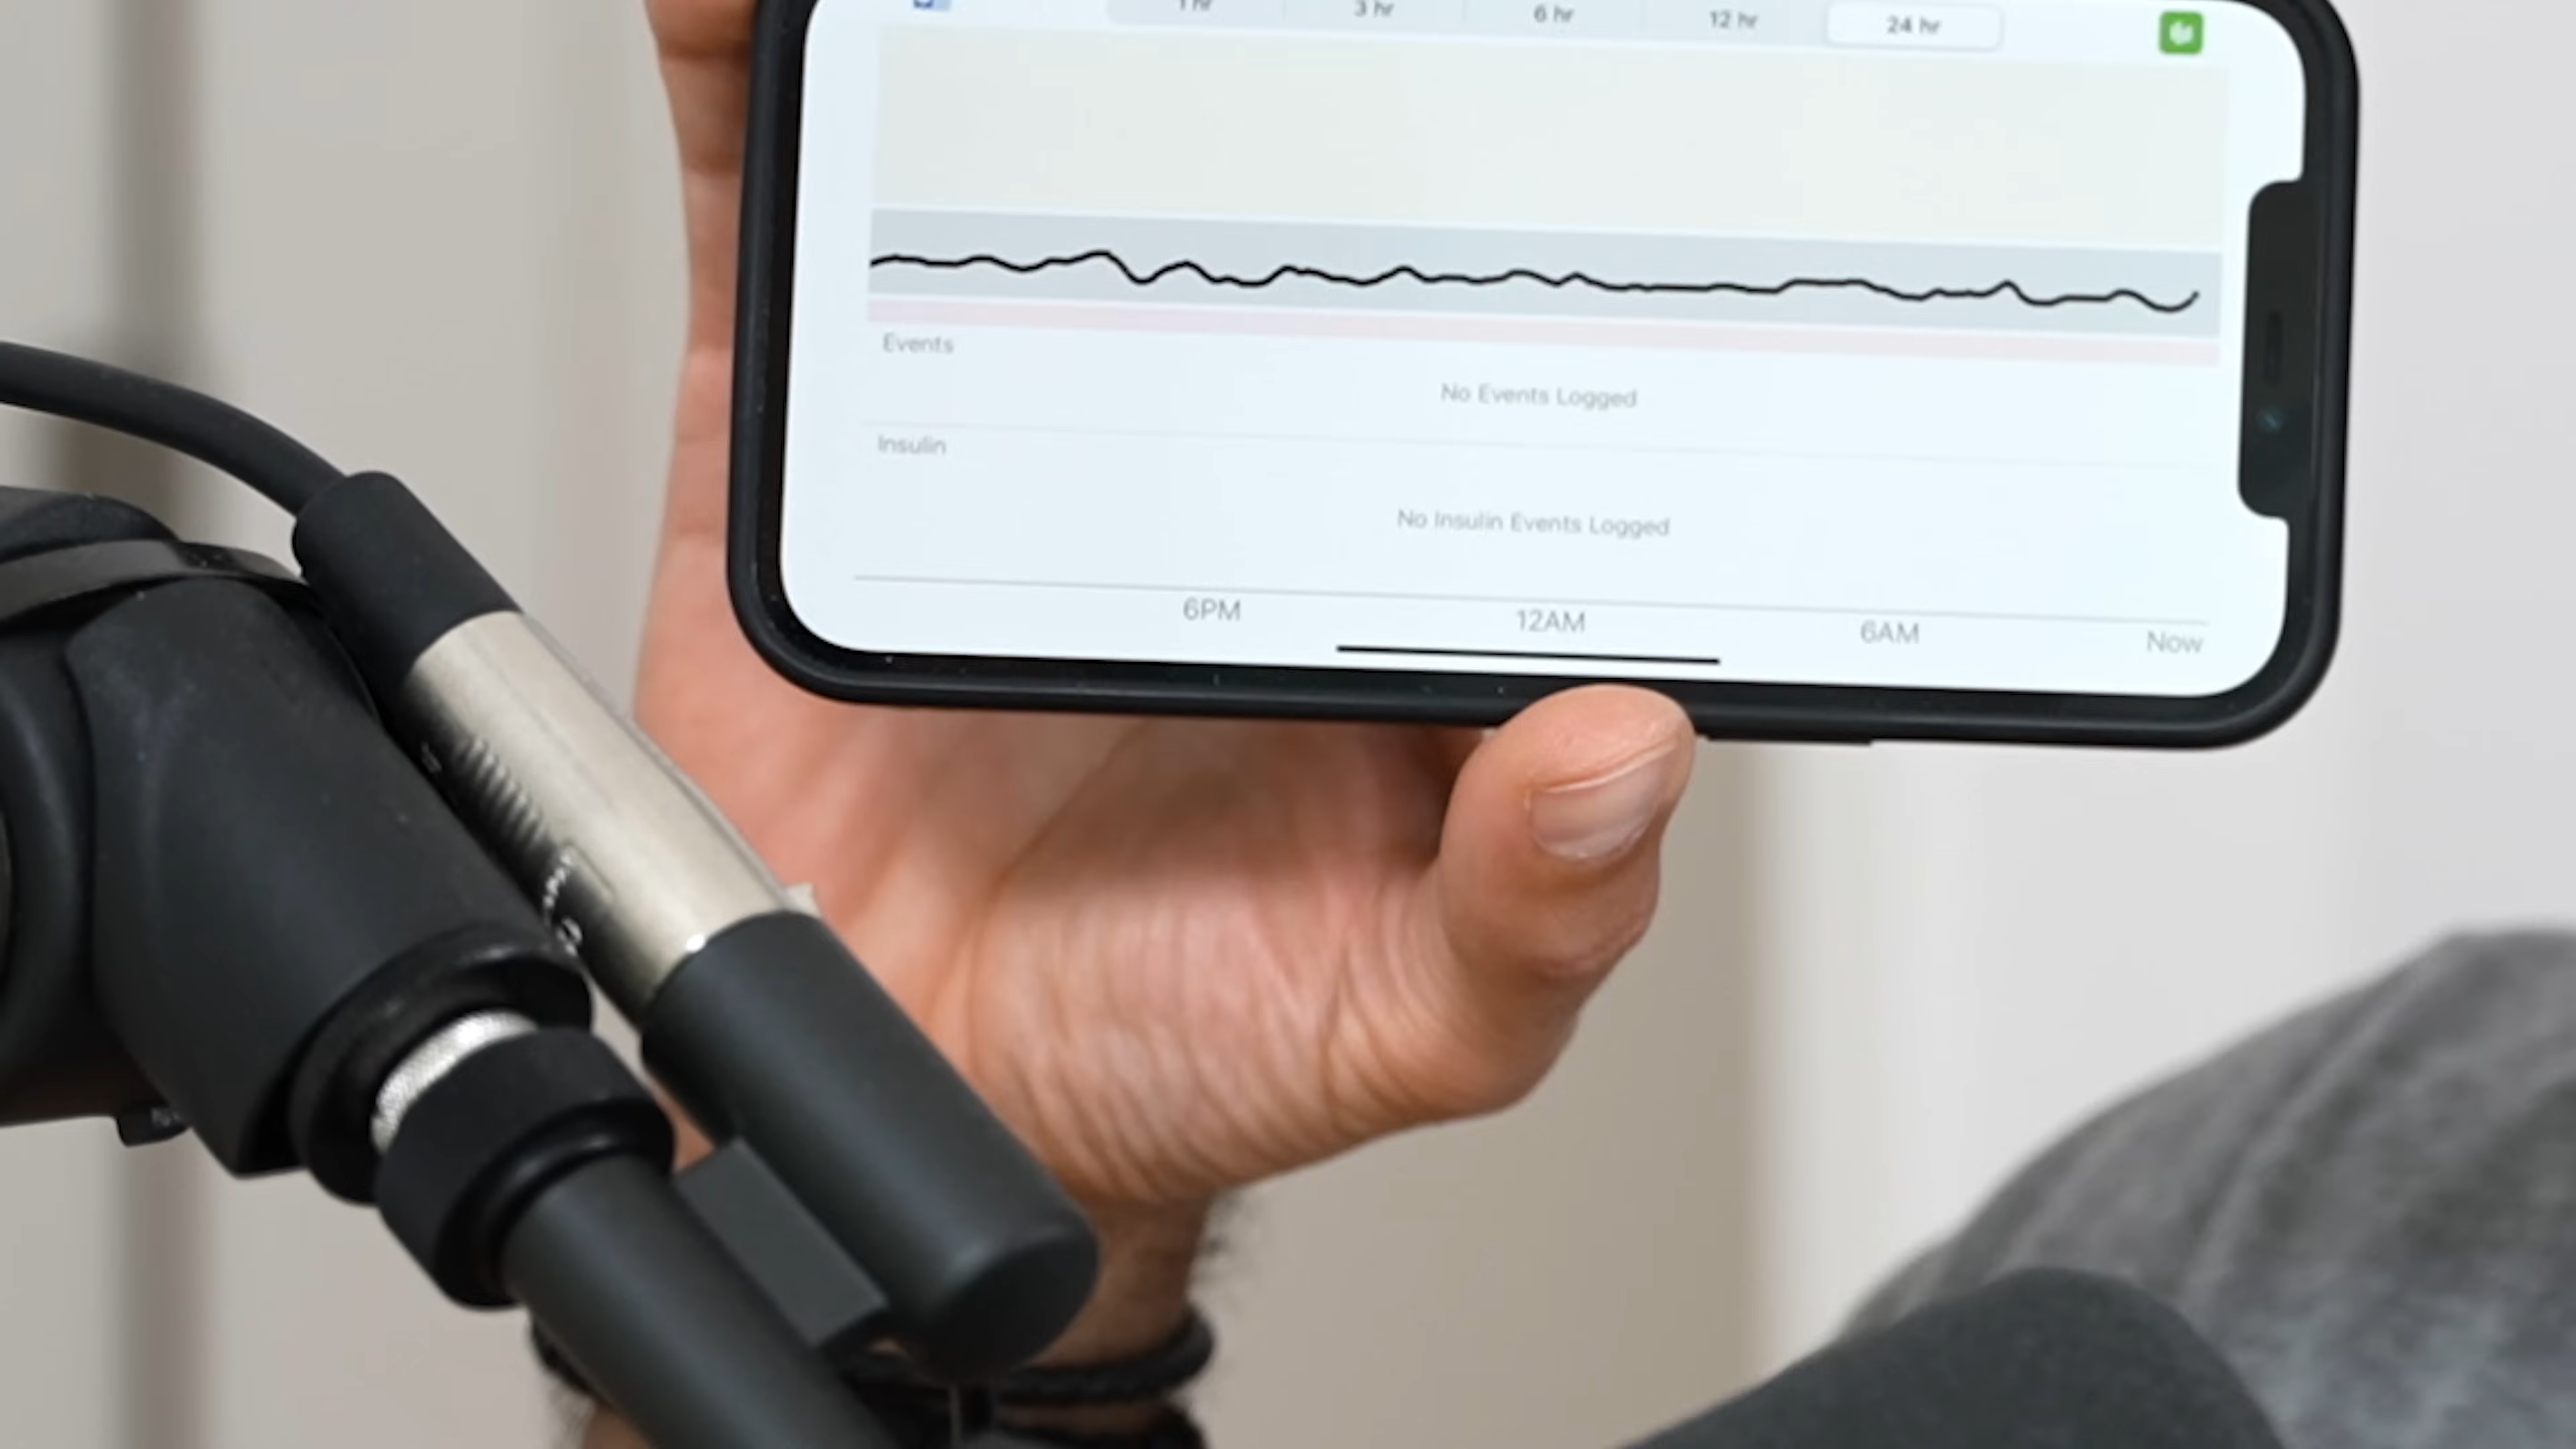 1 hr 3 hr 6 hr 12 hr 24 hr
Events
No Events Logged
Insulin
No Insulin Events Logged
6PM 12AM 6AM Now